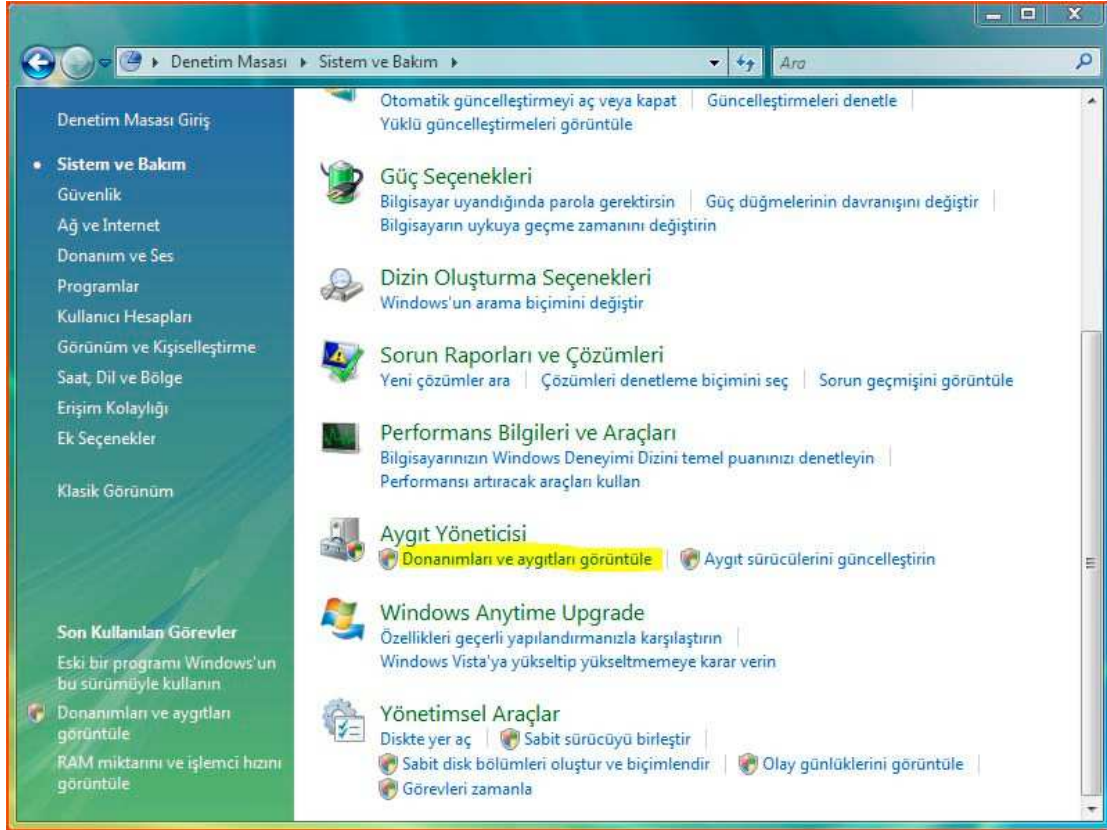 Denetim Masası
Sistem ve Bakım
Ara
Denetim Masası Giriş
Sistem ve Bakım
Güvenlik
Ağ ve Internet
Donanım ve Ses
Programlar
Kullanıcı Hesapları
Görünüm ve Kişiselleştirme
Saat, Dil ve Bölge
Erişim Kolaylığı
Ek Seçenekler
Klasik Görünüm
Son Kullanılan Görevler
Eski bir programı Windows'un
bu sürümüyle kullanın
Donanımları ve aygıtları
görüntüle
RAM miktarını ve işlemci hızını
görüntüle
Otomatik güncelleştirmeyi aç veya kapat Güncelleştirmeleri denetle
Yüklü güncelleştirmeleri görüntüle
Güç Seçenekleri
Bilgisayar uyandığında parola gerektirsin Güç düğmelerinin davranışını değiştir
Bilgisayarın uykuya geçme zamanını değiştirin
Dizin Oluşturma Seçenekleri
Windows'un arama biçimini değiştir
Sorun Raporları ve Çözümleri
Yeni çözümler ara Çözümleri denetleme biçimini seç Sorun geçmişini görüntüle
Performans Bilgileri ve Araçları
Bilgisayarınızın Windows Deneyimi Dizini temel puanınızı denetleyin
Performansı artıracak araçları kullan
Aygıt Yöneticisi
Donanımları ve aygıtları görüntüle Aygıt sürücülerini güncelleştirin
Windows Anytime Upgrade
Özellikleri geçerli yapılandırmanızla karşılaştırın
Windows Vista'ya yükseltip yükseltmemeye karar verin
Yönetimsel Araçlar
Diskte yer aç Sabit sürücüyü birleştir
Sabit disk bölümleri oluştur ve biçimlendir Olay günlüklerini görüntüle
Görevleri zamanla